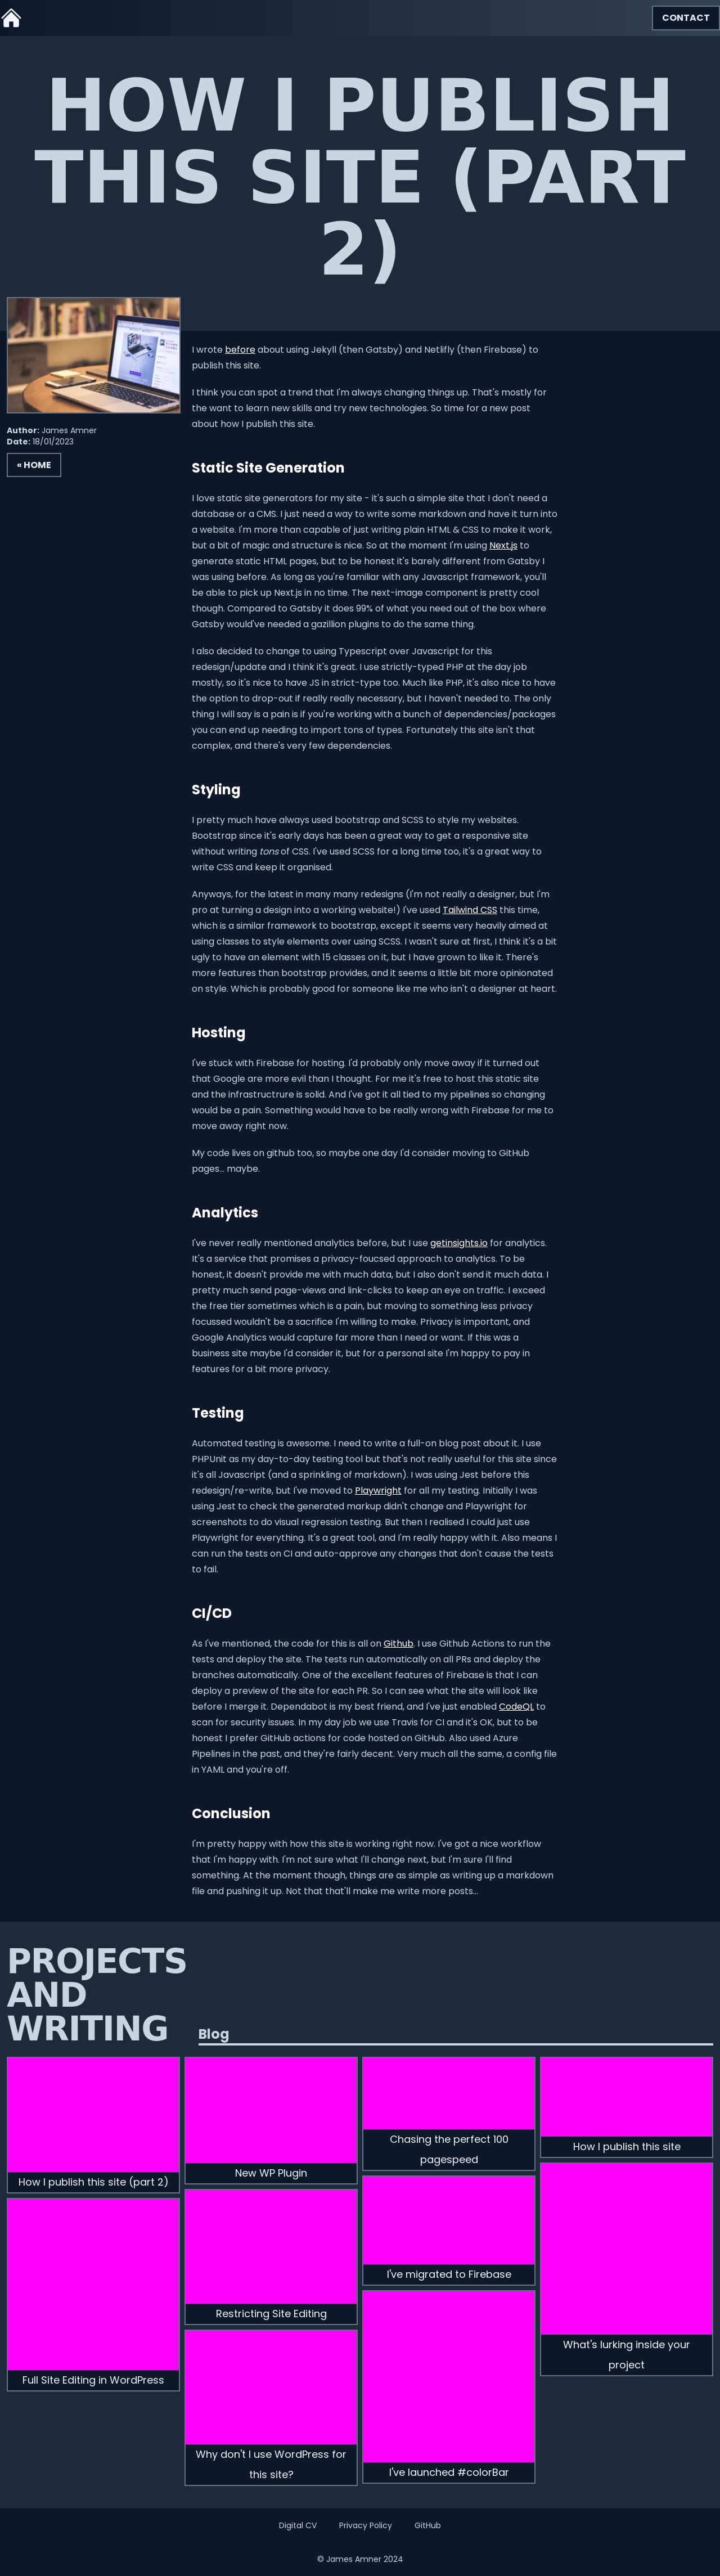 CONTACT
HOW I PUBLISH
THIS SITE (PART
2)
Author: James Amner
Date: 18/01/2023
« HOME
I wrote before about using Jekyll (then Gatsby) and Netlifly (then Firebase) to
publish this site.
I think you can spot a trend that I'm always changing things up. That's mostly for
the want to learn new skills and try new technologies. So time for a new post
about how I publish this site.
Static Site Generation
I love static site generators for my site - it's such a simple site that I don't need a
database or a CMS. I just need a way to write some markdown and have it turn into
a website. I'm more than capable of just writing plain HTML & CSS to make it work,
but a bit of magic and structure is nice. So at the moment I'm using Next.js to
generate static HTML pages, but to be honest it's barely different from Gatsby I
was using before. As long as you're familiar with any Javascript framework, you'll
be able to pick up Next.js in no time. The next-image component is pretty cool
though. Compared to Gatsby it does 99% of what you need out of the box where
Gatsby would've needed a gazillion plugins to do the same thing.
I also decided to change to using Typescript over Javascript for this
redesign/update and I think it's great. I use strictly-typed PHP at the day job
mostly, so it's nice to have JS in strict-type too. Much like PHP, it's also nice to have
the option to drop-out if really really necessary, but I haven't needed to. The only
thing I will say is a pain is if you're working with a bunch of dependencies/packages
you can end up needing to import tons of types. Fortunately this site isn't that
complex, and there's very few dependencies.
Styling
I pretty much have always used bootstrap and SCSS to style my websites.
Bootstrap since it's early days has been a great way to get a responsive site
without writing tons of CSS. I've used SCSS for a long time too, it's a great way to
write CSS and keep it organised.
Anyways, for the latest in many many redesigns (I'm not really a designer, but I'm
pro at turning a design into a working website!) I've used Tailwind CSS this time,
which is a similar framework to bootstrap, except it seems very heavily aimed at
using classes to style elements over using SCSS. I wasn't sure at first, I think it's a bit
ugly to have an element with 15 classes on it, but I have grown to like it. There's
more features than bootstrap provides, and it seems a little bit more opinionated
on style. Which is probably good for someone like me who isn't a designer at heart.
Hosting
I've stuck with Firebase for hosting. I'd probably only move away if it turned out
that Google are more evil than I thought. For me it's free to host this static site
and the infrastructrure is solid. And I've got it all tied to my pipelines so changing
would be a pain. Something would have to be really wrong with Firebase for me to
move away right now.
My code lives on github too, so maybe one day I'd consider moving to GitHub
pages... maybe.
Analytics
I've never really mentioned analytics before, but I use getinsights.io for analytics.
It's a service that promises a privacy-foucsed approach to analytics. To be
honest, it doesn't provide me with much data, but I also don't send it much data. I
pretty much send page-views and link-clicks to keep an eye on traffic. I exceed
the free tier sometimes which is a pain, but moving to something less privacy
focussed wouldn't be a sacrifice I'm willing to make. Privacy is important, and
Google Analytics would capture far more than I need or want. If this was a
business site maybe I'd consider it, but for a personal site I'm happy to pay in
features for a bit more privacy.
Testing
Automated testing is awesome. I need to write a full-on blog post about it. I use
PHPUnit as my day-to-day testing tool but that's not really useful for this site since
it's all Javascript (and a sprinkling of markdown). I was using Jest before this
redesign/re-write, but I've moved to Playwright for all my testing. Initially I was
using Jest to check the generated markup didn't change and Playwright for
screenshots to do visual regression testing. But then I realised I could just use
Playwright for everything. It's a great tool, and I'm really happy with it. Also means I
can run the tests on CI and auto-approve any changes that don't cause the tests
to fail.
CI/CD
As I've mentioned, the code for this is all on Github. I use Github Actions to run the
tests and deploy the site. The tests run automatically on all PRs and deploy the
branches automatically. One of the excellent features of Firebase is that I can
deploy a preview of the site for each PR. So I can see what the site will look like
before I merge it. Dependabot is my best friend, and I've just enabled CodeQL to
scan for security issues. In my day job we use Travis for CI and it's OK, but to be
honest I prefer GitHub actions for code hosted on GitHub. Also used Azure
Pipelines in the past, and they're fairly decent. Very much all the same, a config file
in YAML and you're off.
Conclusion
I'm pretty happy with how this site is working right now. I've got a nice workflow
that I'm happy with. I'm not sure what I'll change next, but I'm sure I'll find
something. At the moment though, things are as simple as writing up a markdown
file and pushing it up. Not that that'll make me write more posts...
PROJECTS
AND
WRITING
Blog
How I publish this site (part 2)
New WP Plugin
Chasing the perfect 100
pagespeed
How I publish this site
Full Site Editing in WordPress
Restricting Site Editing
I've migrated to Firebase
What's lurking inside your
project
Why don't I use WordPress for
this site?
I've launched #colorBar
Digital CV
Privacy Policy
GitHub
© James Amner 2024